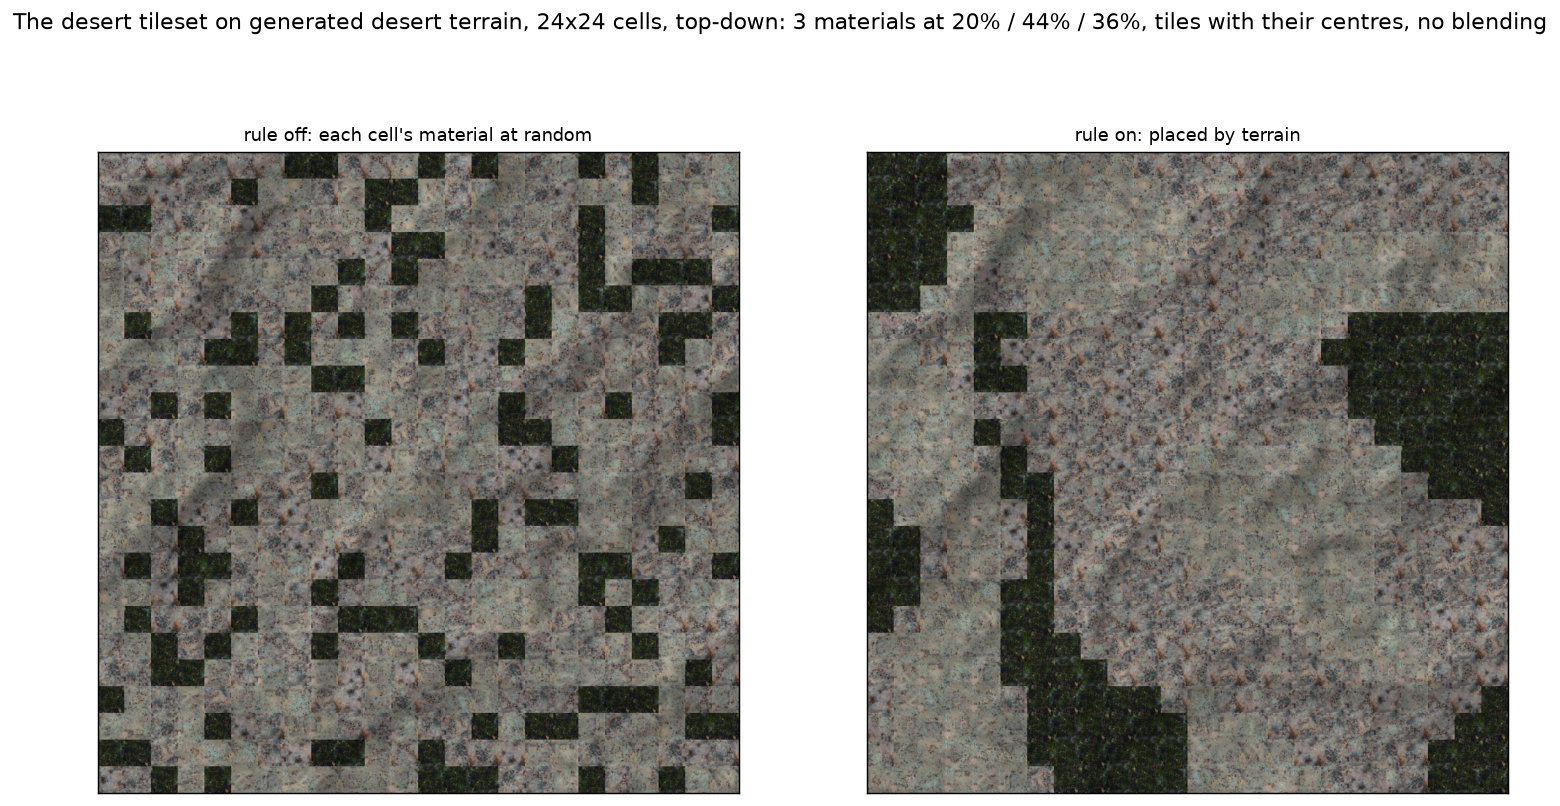 The desert tileset on generated desert terrain, 24x24 cells, top-down: 3 materials at 20% / 44% / 36%, tiles with their centres, no blending
rule off: each cell's material at random
rule on: placed by terrain